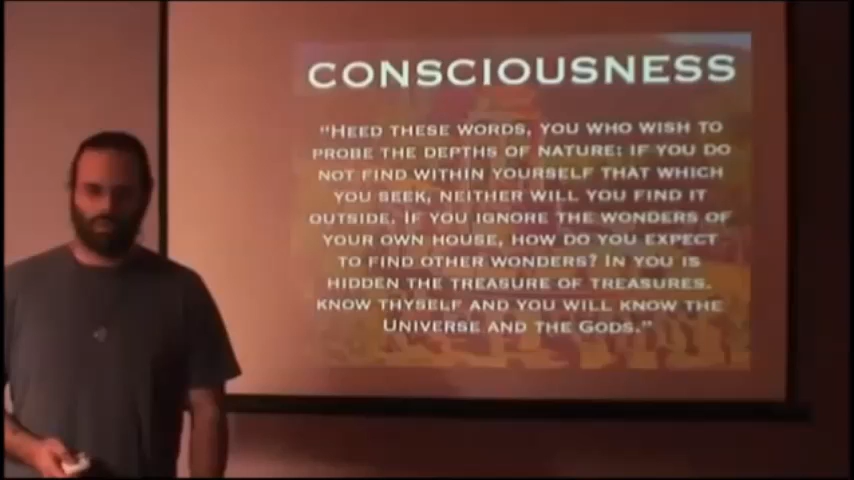 CONSCIOUSNESS
"HEED THESE WORDS, YOU WHO WISH TO
PROBE THE DEPTHS OF NATURE: IF YOU DO
NOT FIND WITHIN YOURSELF THAT WHICH
YOU SEEK, NEITHER WILL YOU FIND IT
OUTSIDE. IF YOU IGNORE THE WONDERS OF
YOUR OWN HOUSE, HOW DO YOU EXPECT
TO FIND OTHER WONDERS? IN YOU IS
HIDDEN THE TREASURE OF TREASURES.
KNOW THYSELF AND YOU WILL KNOW THE
UNIVERSE AND THE GODS."